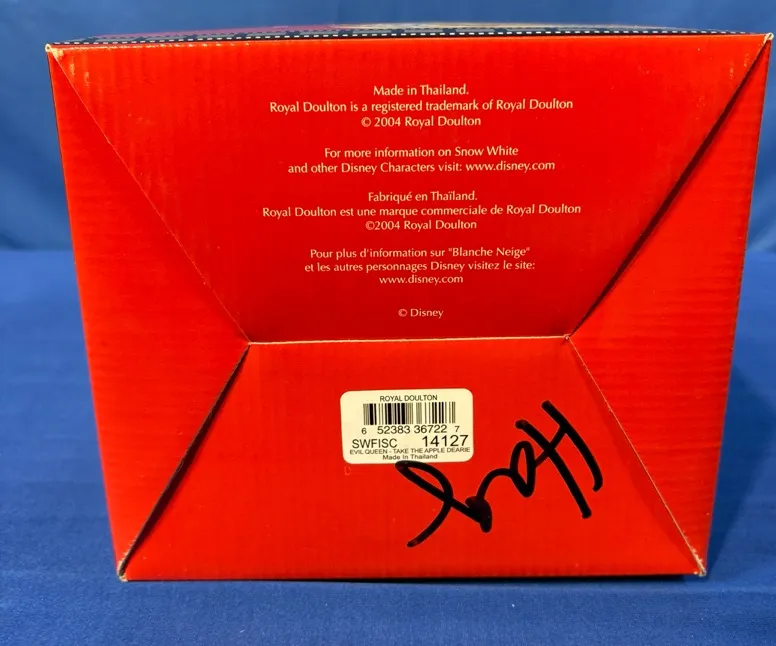 Made in Thailand.
Royal Doulton is a registered trademark of Royal Doulton
© 2004 Royal Doulton
For more information on Snow White
and other Disney Characters visit: www.disney.com
Fabriqué en Thaïland.
Royal Doulton est une marque commerciale de Royal Doulton
©2004 Royal Doulton
Pour plus d'information sur "Blanche Neige"
et les autres personnages Disney visitez le site:
www.disney.com
© Disney
ROYAL DOULTON
6 52383 36722 7
SWFISC 14127
EVIL QUEEN - TAKE THE APPLE DEARIE
Made In Thailand